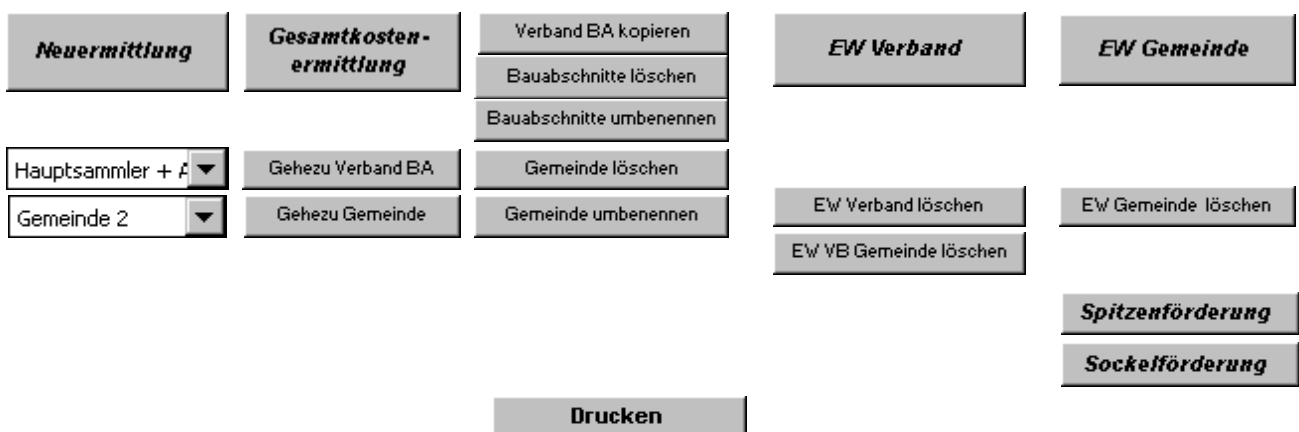 Neuermittlung
Gesamtkosten-
ermittlung
Verband BA kopieren
Bauabschnitte löschen
Bauabschnitte umbenennen
EW Verband
EW Gemeinde
Hauptsammler +
Gehezu Verband BA
Gemeinde löschen
Gemeinde 2
Gehezu Gemeinde
Gemeinde umbenennen
EW Verband löschen
EW Gemeinde löschen
EW VB Gemeinde löschen
Spitzenförderung
Sockelförderung
Drucken